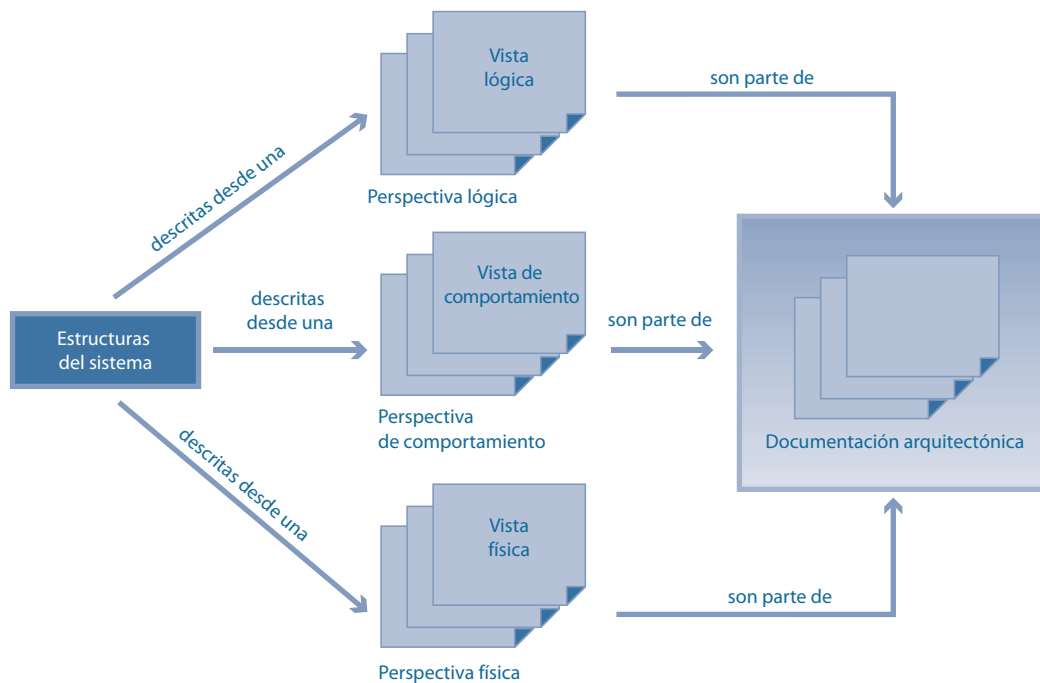 Vista
lógica
son parte de
descritas desde una
Perspectiva lógica
Vista de
comportamiento
descritas
desde una
son parte de
Estructuras
del sistema
Perspectiva
de comportamiento
Documentación arquitectónica
descritas desde una
Vista
física
son parte de
Perspectiva física